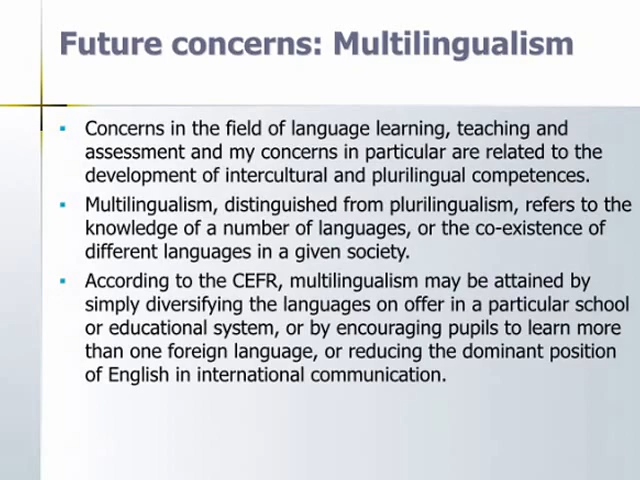 Future concerns: Multilingualism
Concerns in the field of language learning, teaching and
assessment and my concerns in particular are related to the
development of intercultural and plurilingual competences.
Multilingualism, distinguished from plurilingualism, refers to the
knowledge of a number of languages, or the co-existence of
different languages in a given society.
According to the CEFR, multilingualism may be attained by
simply diversifying the languages on offer in a particular school
or educational system, or by encouraging pupils to learn more
than one foreign language, or reducing the dominant position
of English in international communication.